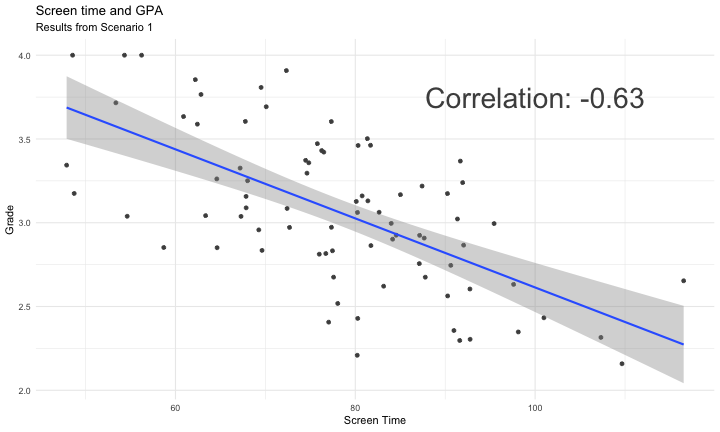 Screen time and GPA
Results from Scenario 1
Correlation: -0.63
4.0
3.5
3.0
2.5
2.0
Grade
60 80 100
Screen Time